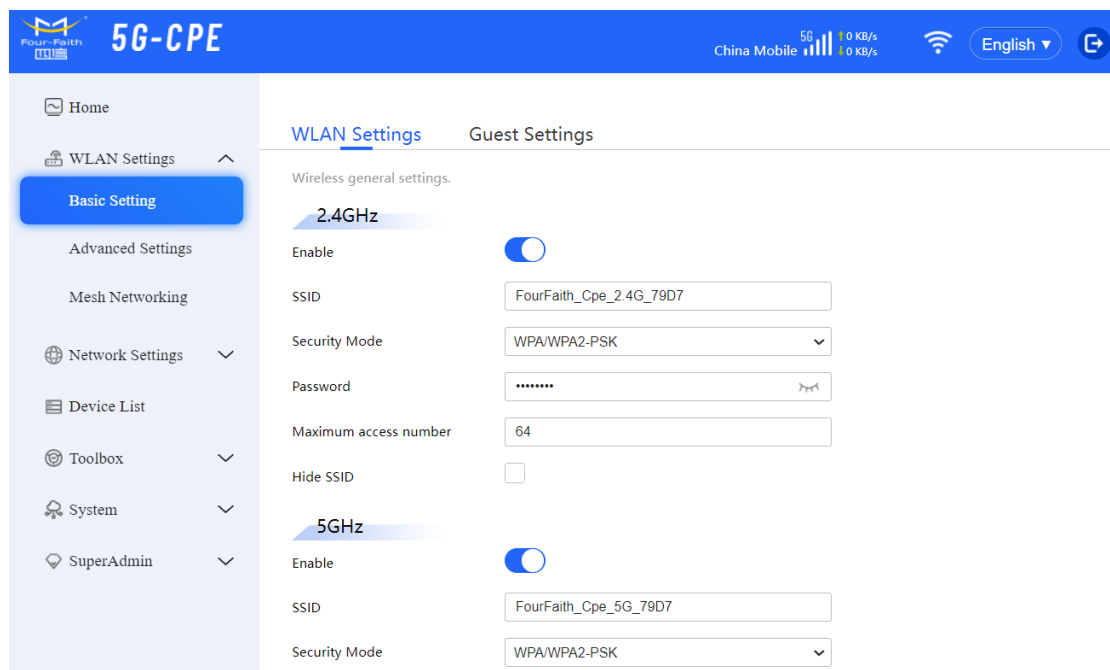 Four-Faith
四信
5G-CPE
China Mobile
5G
↑0 KB/s
↓0 KB/s
English ▾
Home
WLAN Settings
Basic Setting
Advanced Settings
Mesh Networking
Network Settings
Device List
Toolbox
System
SuperAdmin
WLAN Settings Guest Settings
Wireless general settings.
2.4GHz
Enable
SSID FourFaith_Cpe_2.4G_79D7
Security Mode WPA/WPA2-PSK
Password ••••••••
Maximum access number 64
Hide SSID
5GHz
Enable
SSID FourFaith_Cpe_5G_79D7
Security Mode WPA/WPA2-PSK